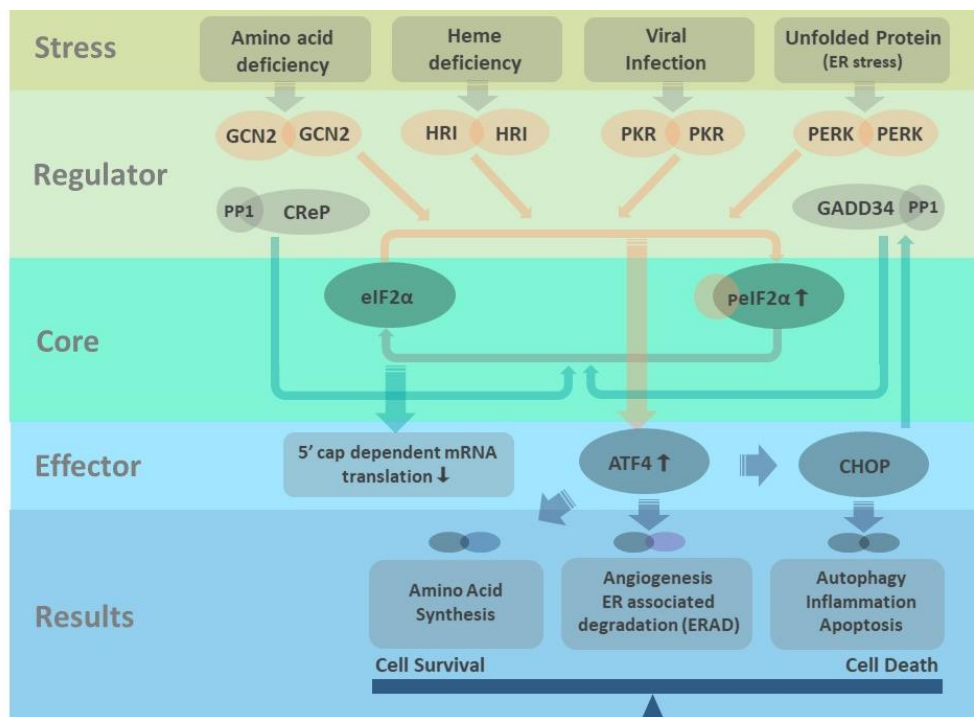 Stress
Amino acid
deficiency
Heme
deficiency
Viral
Infection
Unfolded Protein
(ER stress)
Regulator
GCN2 GCN2
HRI HRI
PKR PKR
PERK PERK
PP1 CReP
GADD34 PP1
Core
eIF2α
PeIF2α ↑
Effector
5' cap dependent mRNA
translation ↓
ATF4 ↑
CHOP
Results
Amino Acid
Synthesis
Angiogenesis
ER associated
degradation (ERAD)
Autophagy
Inflammation
Apoptosis
Cell Survival
Cell Death